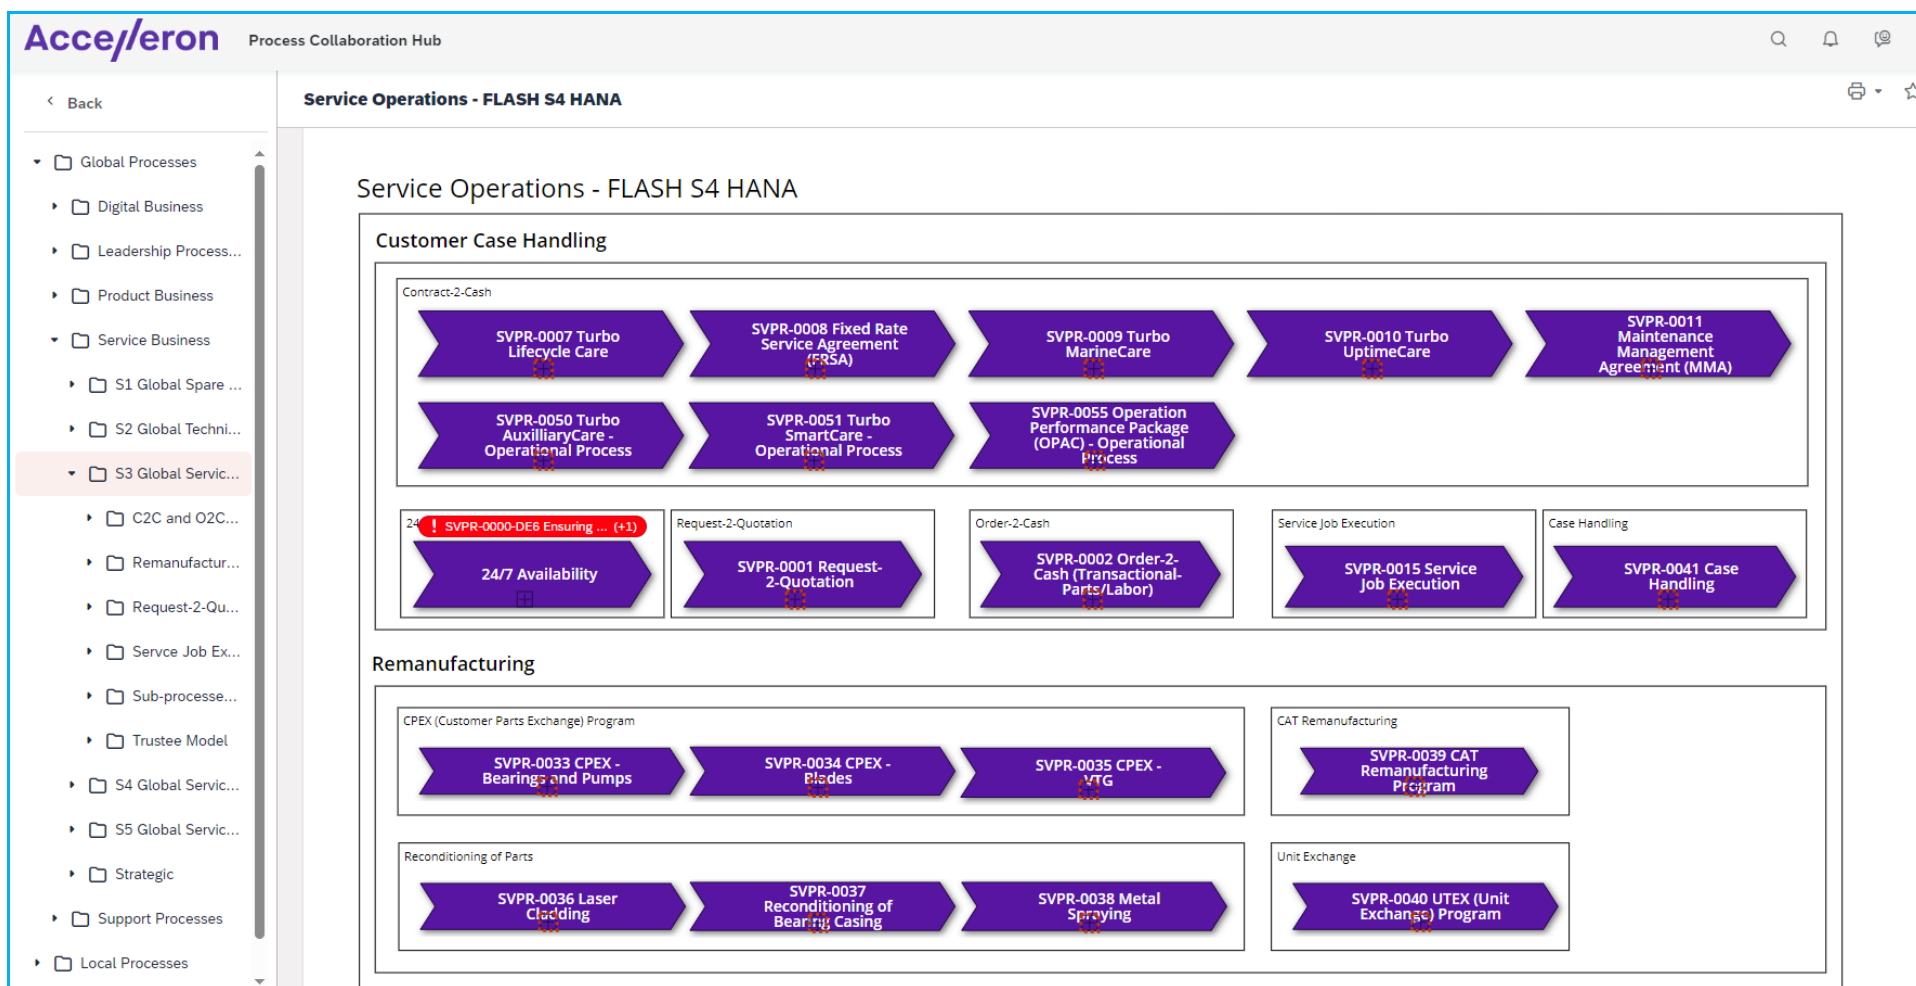 Accelleron
Process Collaboration Hub
Back
Service Operations - FLASH S4 HANA
Global Processes
Digital Business
Leadership Process...
Product Business
Service Business
S1 Global Spare ...
S2 Global Techni...
S3 Global Servic...
C2C and O2C...
Remanufactur...
Request-2-Qu...
Servce Job Ex...
Sub-processe...
Trustee Model
S4 Global Servic...
S5 Global Servic...
Strategic
Support Processes
Local Processes
Service Operations - FLASH S4 HANA
Customer Case Handling
Contract-2-Cash
SVPR-0007 Turbo
Lifecycle Care
SVPR-0008 Fixed Rate
Service Agreement
(FRSA)
SVPR-0009 Turbo
MarineCare
SVPR-0010 Turbo
UptimeCare
SVPR-0011
Maintenance
Management
Agreement (MMA)
SVPR-0050 Turbo
AuxilliaryCare -
Operational Process
SVPR-0051 Turbo
SmartCare -
Operational Process
SVPR-0055 Operation
Performance Package
(OPAC) - Operational
Process
24
! SVPR-0000-DE6 Ensuring ... (+1)
24/7 Availability
Request-2-Quotation
SVPR-0001 Request-
2-Quotation
Order-2-Cash
SVPR-0002 Order-2-
Cash (Transactional-
Parts/Labor)
Service Job Execution
SVPR-0015 Service
Job Execution
Case Handling
SVPR-0041 Case
Handling
Remanufacturing
CPEX (Customer Parts Exchange) Program
SVPR-0033 CPEX -
Bearings and Pumps
SVPR-0034 CPEX -
Blades
SVPR-0035 CPEX -
VTG
CAT Remanufacturing
SVPR-0039 CAT
Remanufacturing
Program
Reconditioning of Parts
SVPR-0036 Laser
Cladding
SVPR-0037
Reconditioning of
Bearing Casing
SVPR-0038 Metal
Spraying
Unit Exchange
SVPR-0040 UTEX (Unit
Exchange) Program